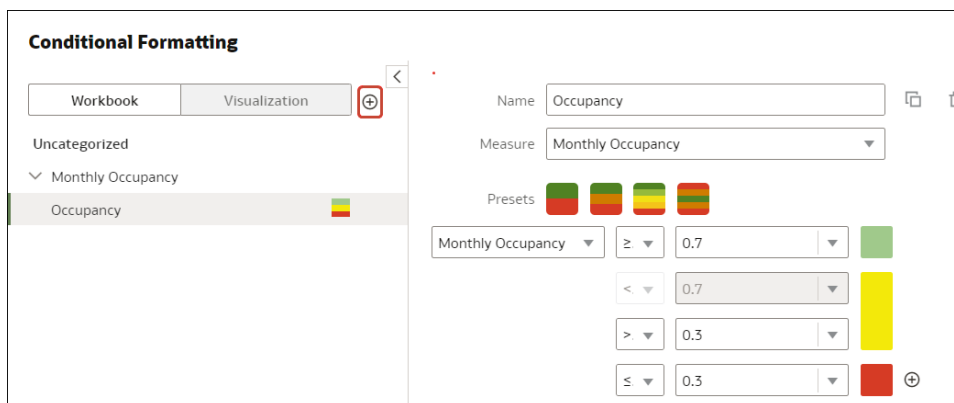 Conditional Formatting
Workbook
Visualization
Uncategorized
Monthly Occupancy
Occupancy
Name Occupancy
Measure Monthly Occupancy
Presets
Monthly Occupancy ≥. 0.7
<. 0.7
>. 0.3
≤. 0.3